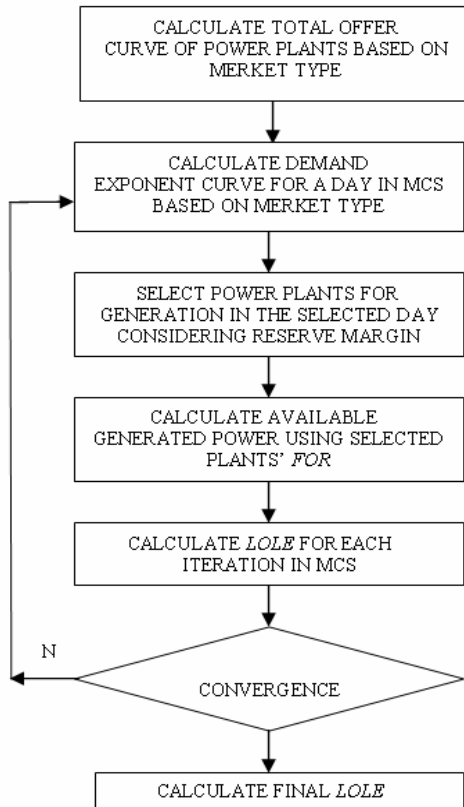 CALCULATE TOTAL OFFER
CURVE OF POWER PLANTS BASED ON
MERKET TYPE
CALCULATE DEMAND
EXPONENT CURVE FOR A DAY IN MCS
BASED ON MERKET TYPE
SELECT POWER PLANTS FOR
GENERATION IN THE SELECTED DAY
CONSIDERING RESERVE MARGIN
CALCULATE AVAILABLE
GENERATED POWER USING SELECTED
PLANTS' FOR
CALCULATE LOLE FOR EACH
ITERATION IN MCS
N
CONVERGENCE
CALCULATE FINAL LOLE